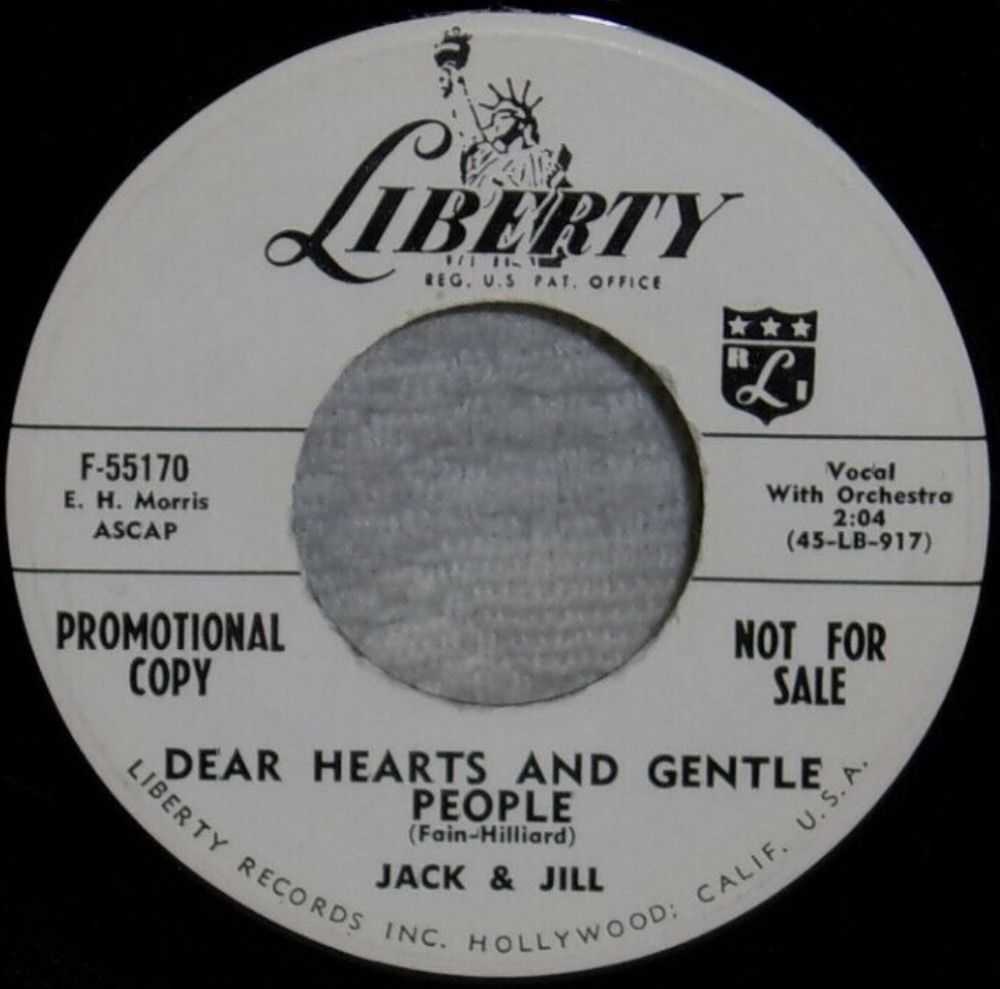 LIBERTY
REG. U.S PAT. OFFICE
R L I
F-55170
E. H. Morris
ASCAP
Vocal
With Orchestra
2:04
(45-LB-917)
PROMOTIONAL
COPY
NOT FOR
SALE
DEAR HEARTS AND GENTLE
PEOPLE
(Fain-Hilliard)
JACK & JILL
LIBERTY RECORDS INC. HOLLYWOOD; CALIF. U.S.A.